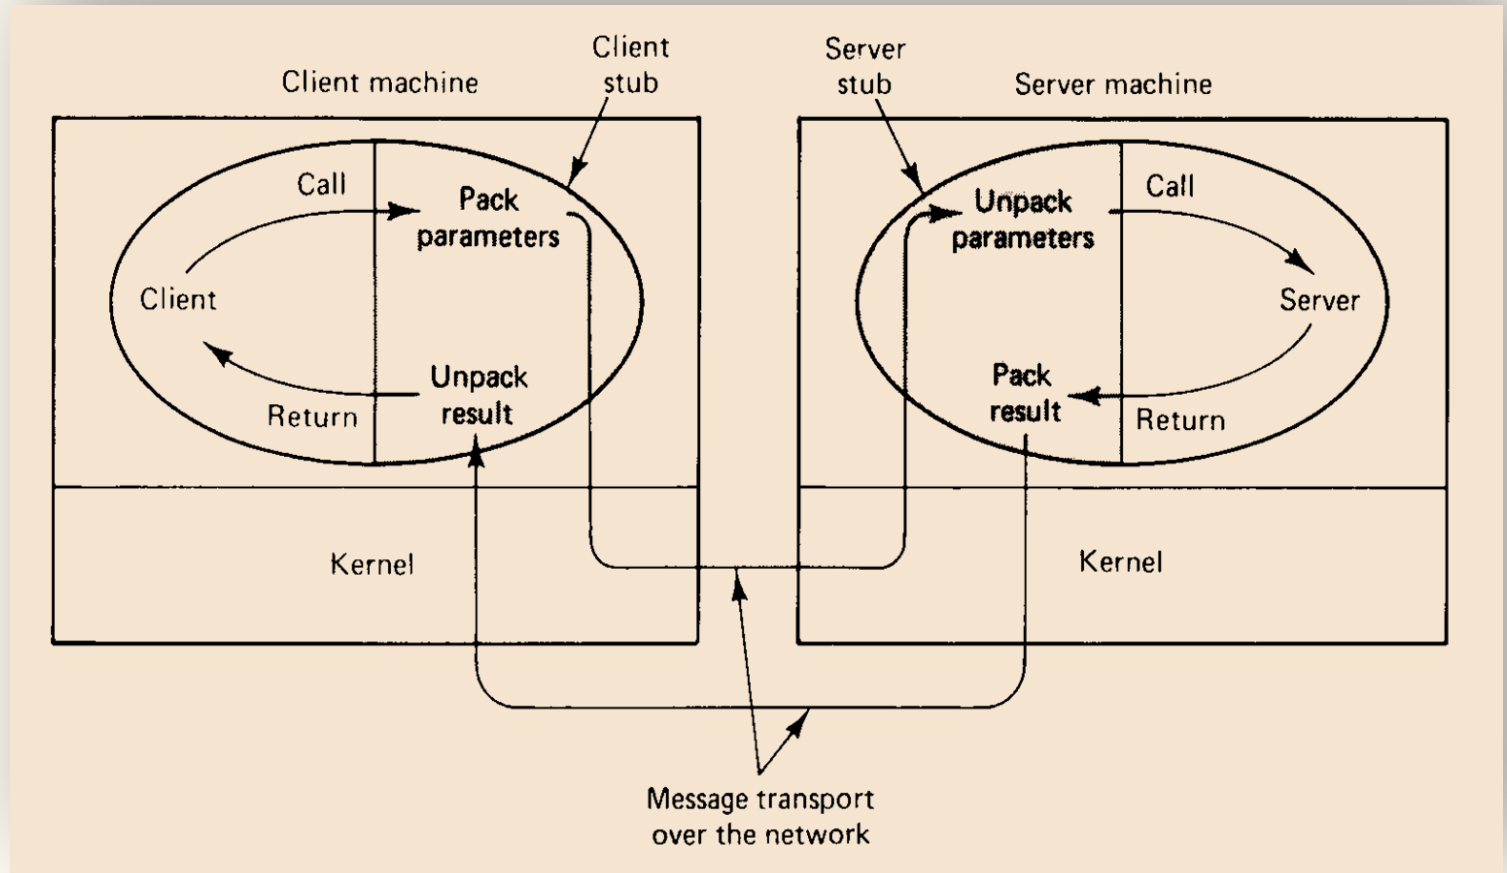 Client machine
Client
stub
Server
stub
Server machine
Call
Pack
parameters
Client
Unpack
result
Return
Kernel
Unpack
parameters
Call
Server
Pack
result
Return
Kernel
Message transport
over the network